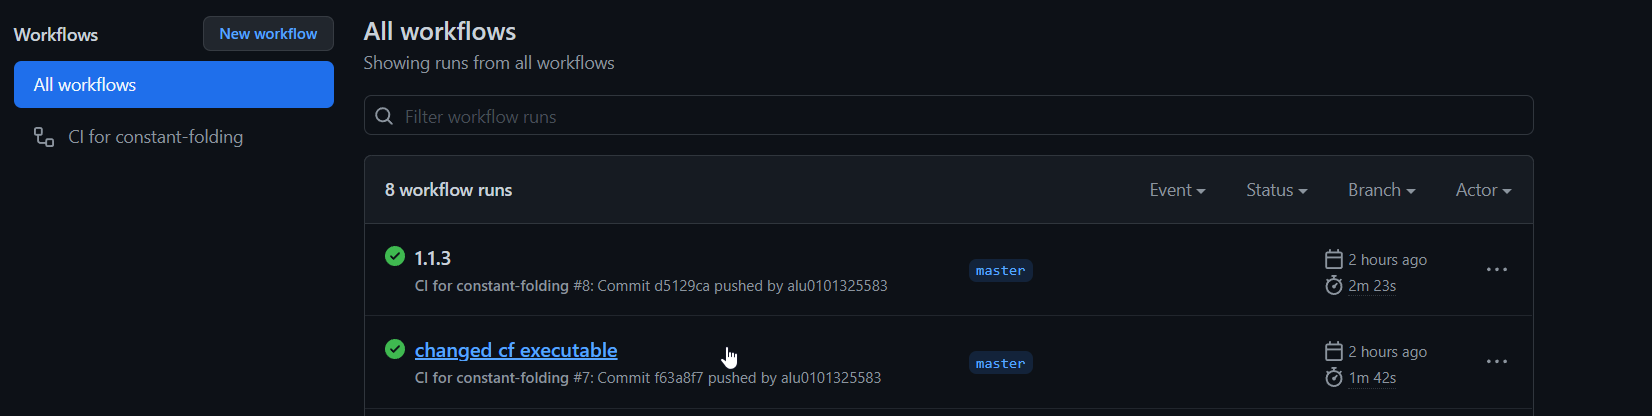 Workflows
New workflow
All workflows
CI for constant-folding
All workflows
Showing runs from all workflows
Filter workflow runs
8 workflow runs
Event
Status
Branch
Actor
1.1.3
CI for constant-folding #8: Commit d5129ca pushed by alu0101325583
master
2 hours ago
2m 23s
changed cf executable
CI for constant-folding #7: Commit f63a8f7 pushed by alu0101325583
master
2 hours ago
1m 42s